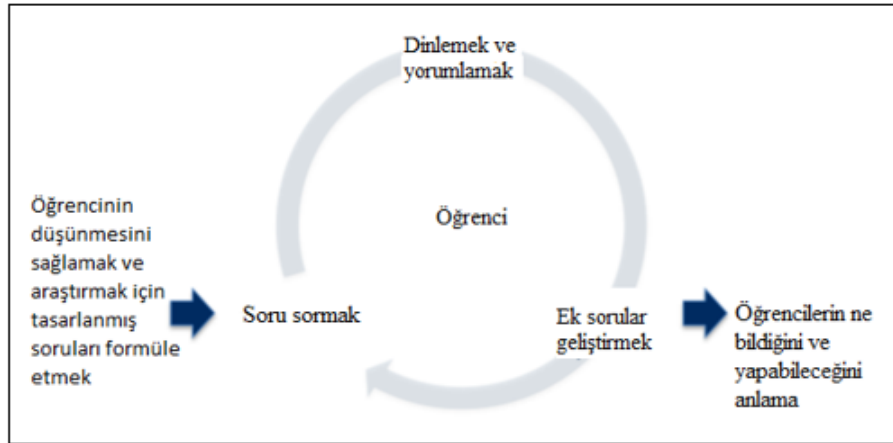 Dinlemek ve
yorumlamak
Öğrencinin
düşünmesini
sağlamak ve
araştırmak için
tasarlanmış
soruları formüle
etmek
Öğrenci
Soru sormak
Ek sorular
geliştirmek
Öğrencilerin ne
bildiğini ve
yapabileceğini
anlama